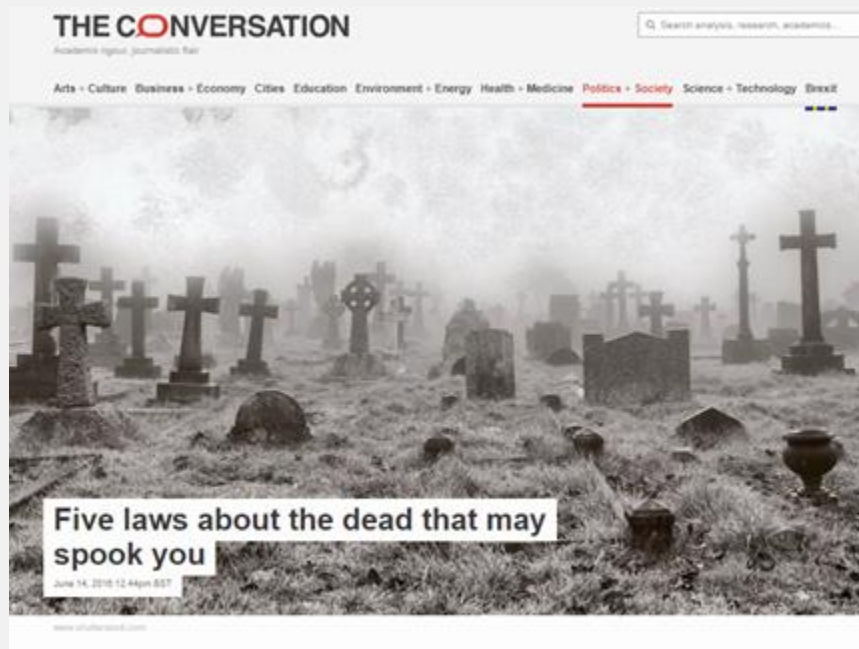 THE CONVERSATION
Search analysis, research, academics...
Academic rigour, journalistic flair
Arts + Culture Business + Economy Cities Education Environment + Energy Health + Medicine Politics + Society Science + Technology Brexit
Five laws about the dead that may
spook you
June 14, 2016 12.44pm BST
www.shutterstock.com